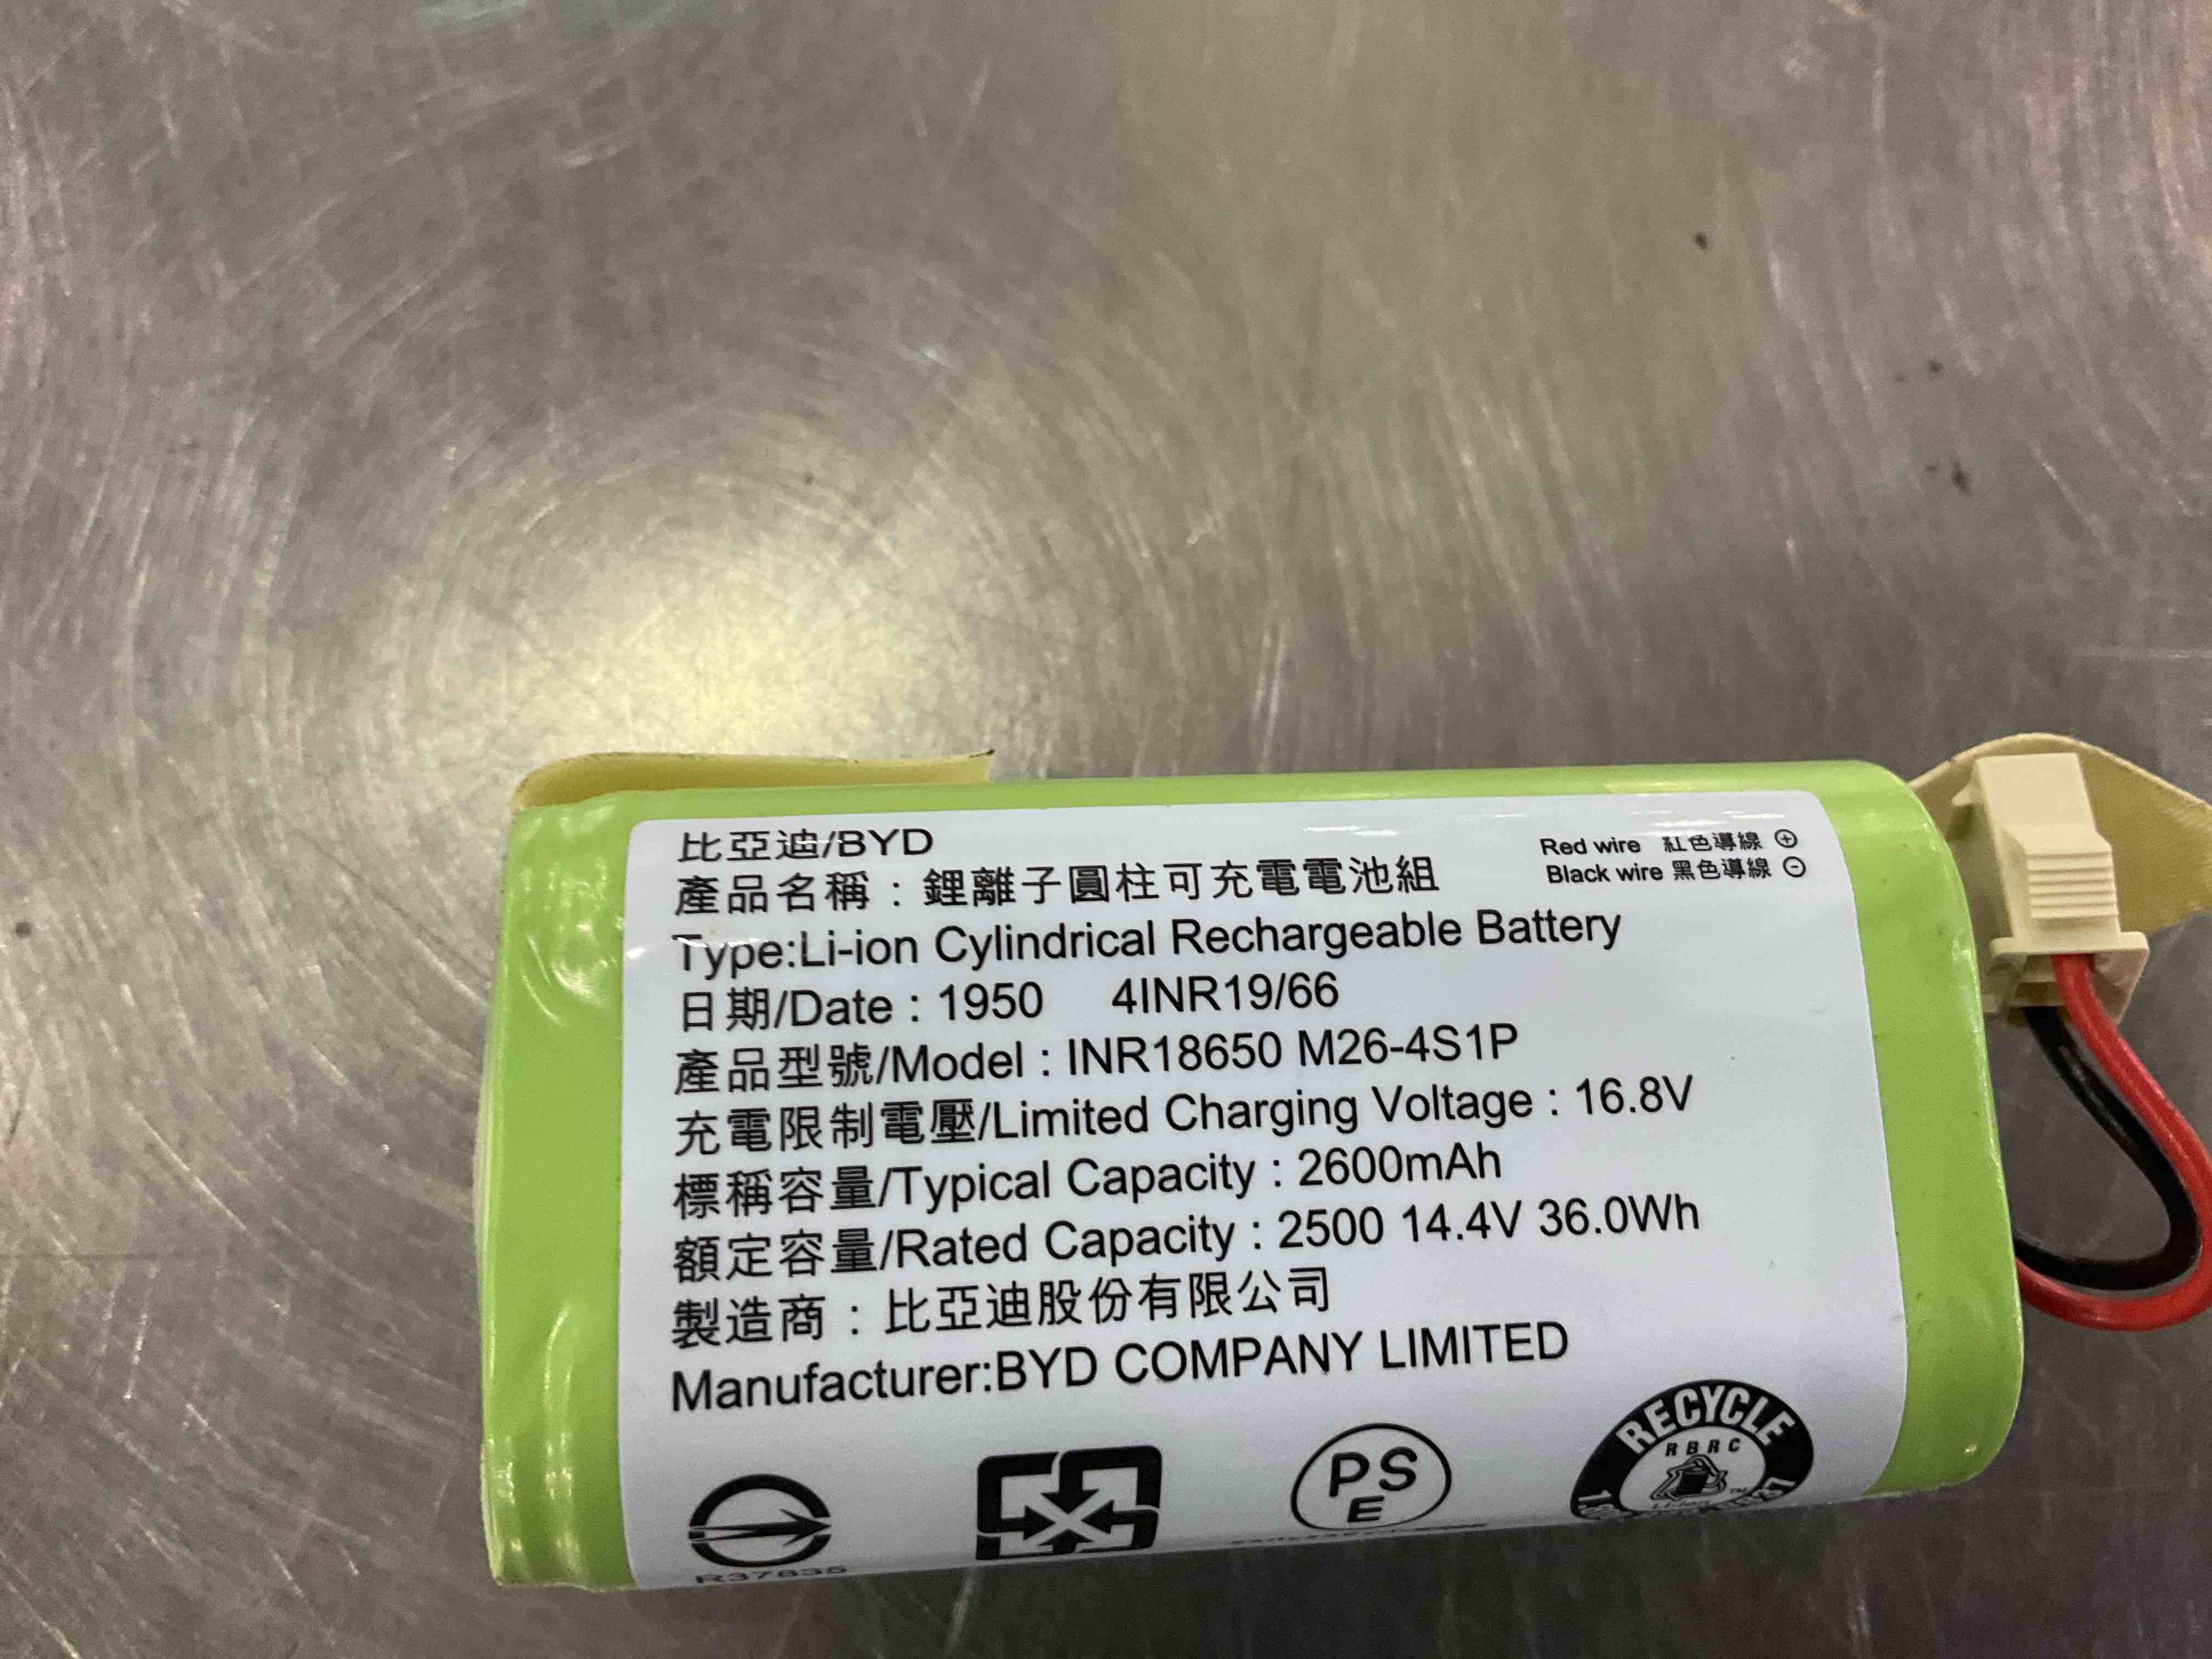 比亞迪/BYD
Red wire 紅色導線 ⊕
Black wire 黑色導線 ⊖
產品名稱：鋰離子圓柱可充電電池組
Type:Li-ion Cylindrical Rechargeable Battery
日期/Date : 1950 4INR19/66
產品型號/Model : INR18650 M26-4S1P
充電限制電壓/Limited Charging Voltage : 16.8V
標稱容量/Typical Capacity : 2600mAh
額定容量/Rated Capacity : 2500 14.4V 36.0Wh
製造商：比亞迪股份有限公司
Manufacturer:BYD COMPANY LIMITED
R37835
PS
E
RECYCLE
RBRC
Li-Ion